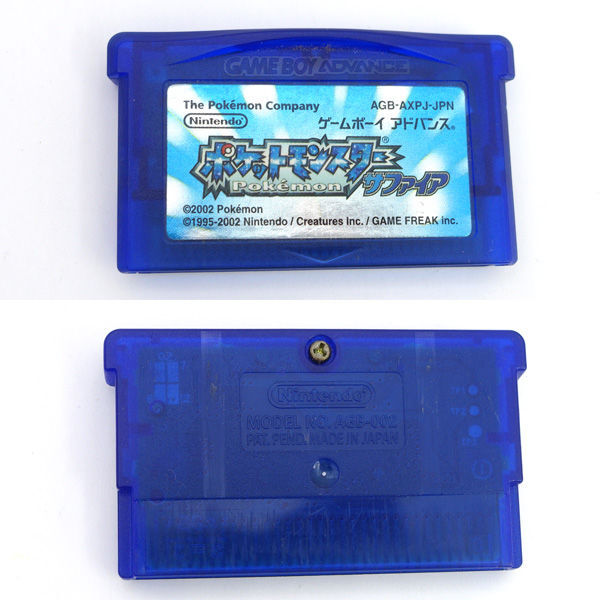 GAME BOY ADVANCE
The Pokémon Company AGB-AXPJ-JPN
Nintendo ゲームボーイ アドバンス®
ポケットモンスター®
Pokémon サファイア
©2002 Pokémon
©1995-2002 Nintendo / Creatures inc. / GAME FREAK inc.
Nintendo
MODEL NO. AGB-002
PAT. PEND. MADE IN JAPAN